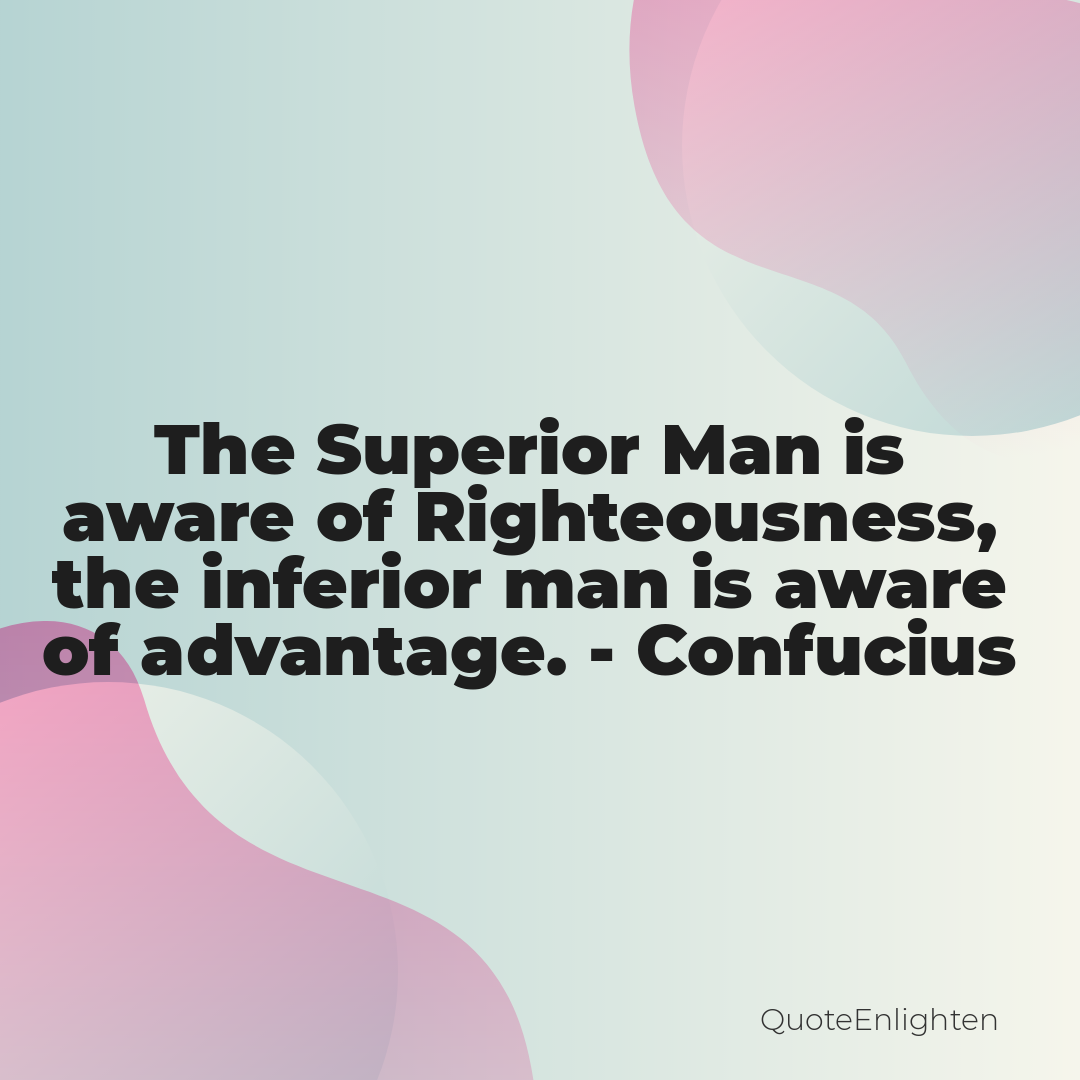 The Superior Man is
aware of Righteousness,
the inferior man is aware
of advantage. - Confucius
QuoteEnlighten